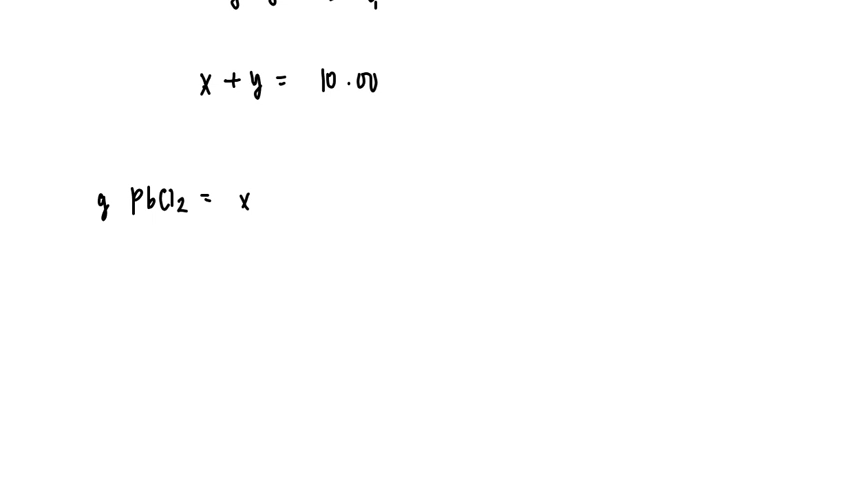 x + y = 10.00
g PbCl2 = x